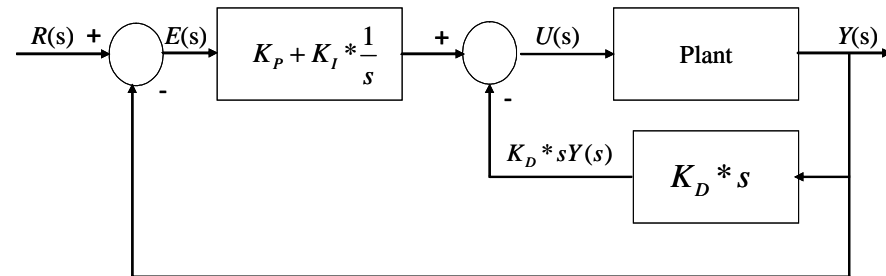 R(s) + E(s) K_P + K_I * 1/s + U(s) Plant Y(s)
- -
K_D * sY(s) K_D * s